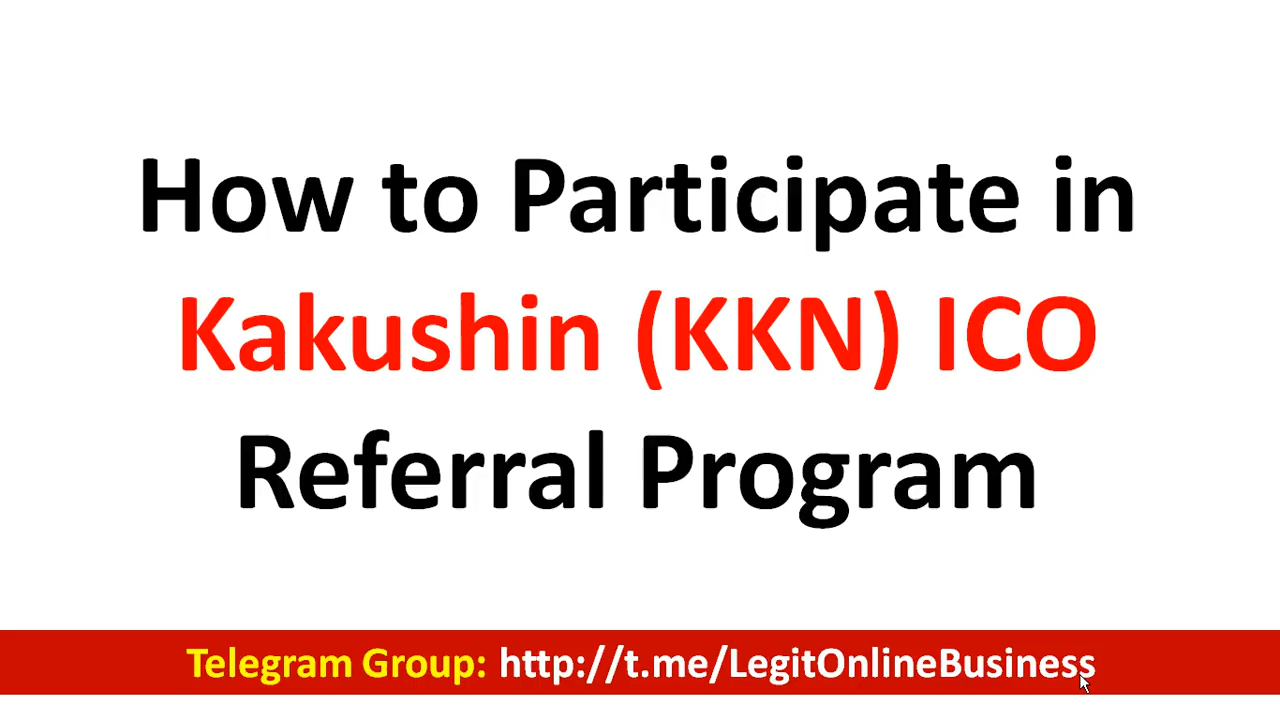 How to Participate in
Kakushin (KKN) ICO
Referral Program
Telegram Group: http://t.me/LegitOnlineBusiness